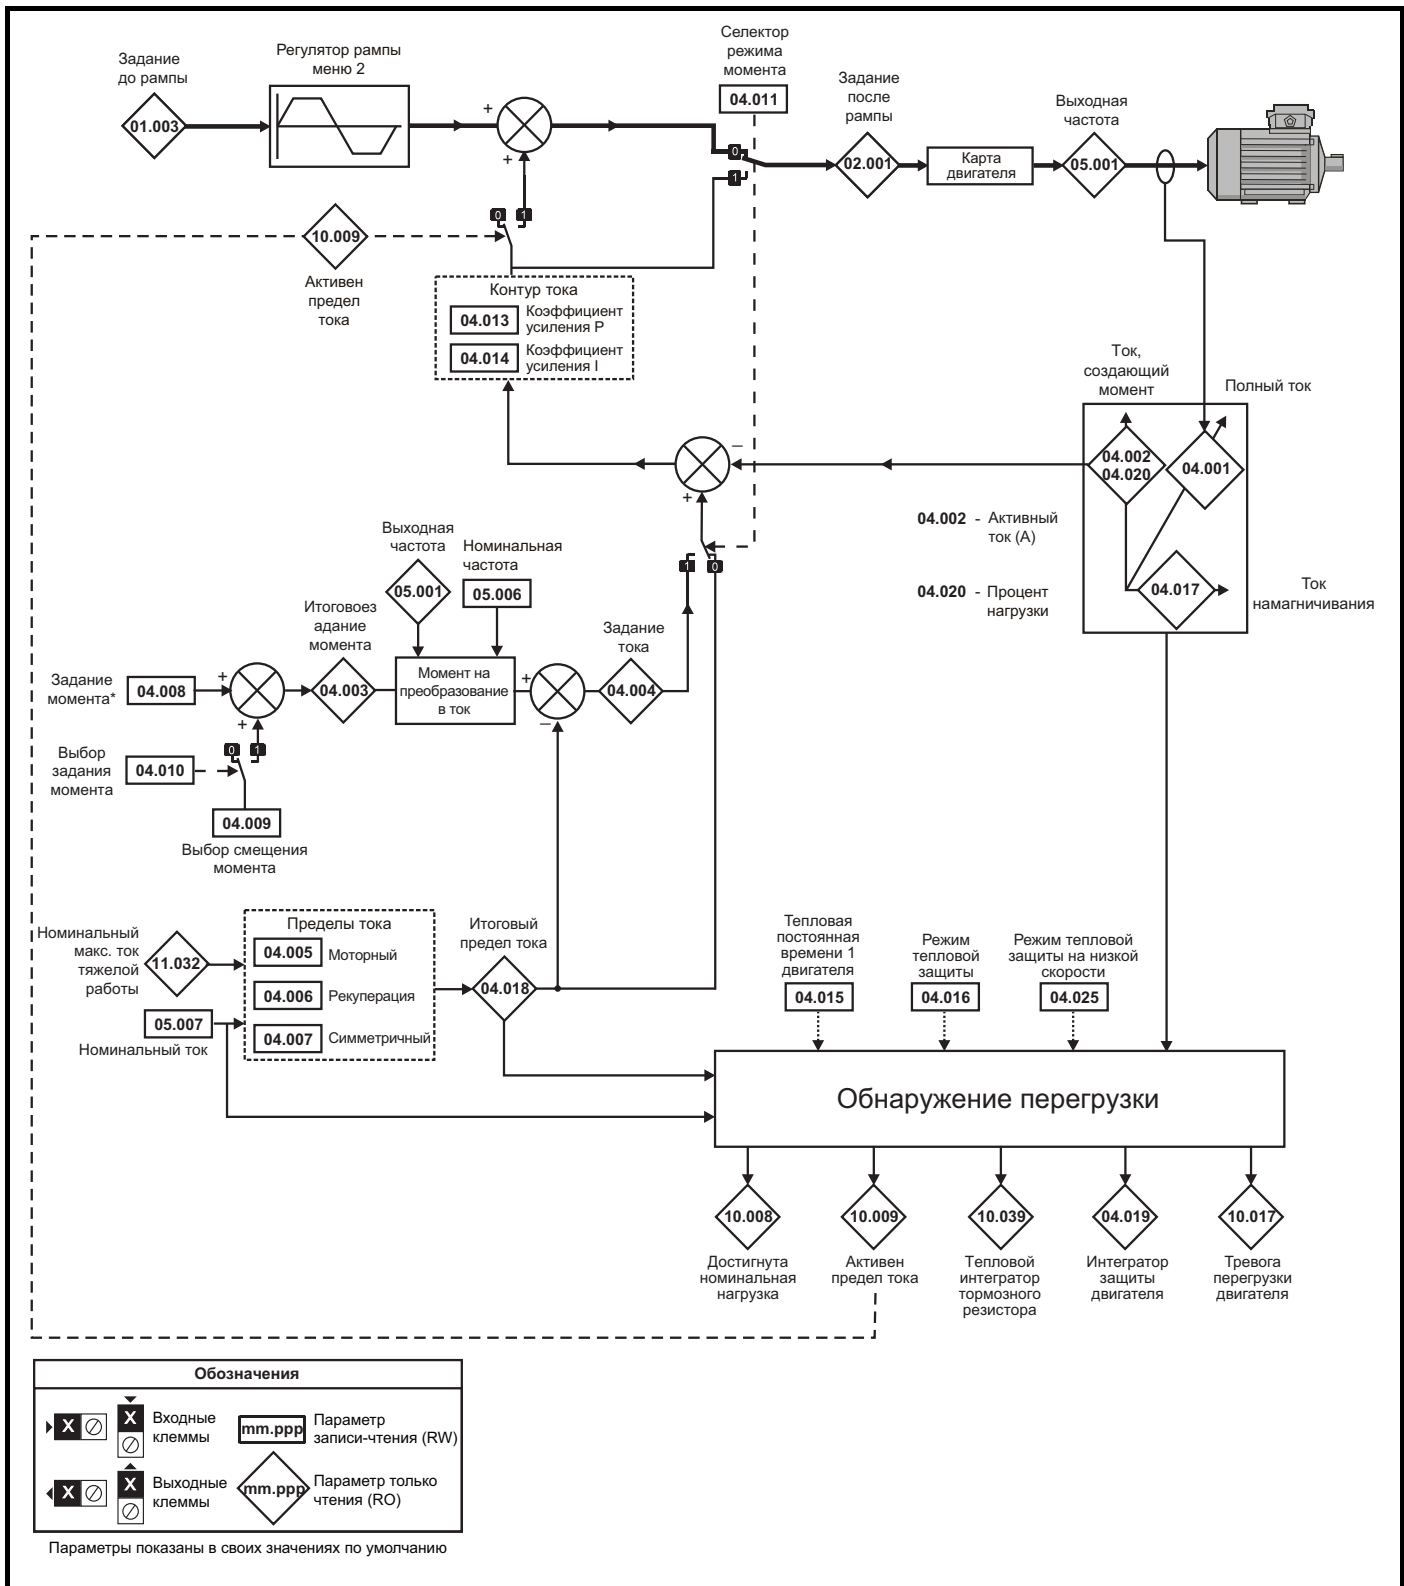 Задание
до рампы
01.003
Регулятор рампы
меню 2
+
+
Селектор
режима
момента
04.011
0
1
Задание
после
рампы
02.001
Карта
двигателя
Выходная
частота
05.001
0
1
10.009
Активен
предел
тока
Контур тока
04.013
Коэффициент
усиления P
04.014
Коэффициент
усиления I
Ток,
создающий
момент
Полный ток
04.002
04.020
04.001
04.017
Ток
намагничивания
04.002 - Активный
ток (A)
04.020 - Процент
нагрузки
–
+
1
0
Выходная
частота
05.001
Номинальная
частота
05.006
Итоговоез
адание
момента
04.003
Задание
момента*
04.008
+
+
Момент на
преобразование
в ток
+
–
Задание
тока
04.004
0
1
Выбор
задания
момента
04.010
04.009
Выбор смещения
момента
Номинальный
макс. ток
тяжелой
работы
11.032
05.007
Номинальный ток
Пределы тока
04.005
Моторный
04.006
Рекуперация
04.007
Симметричный
Итоговый
предел тока
04.018
Тепловая
постоянная
времени 1
двигателя
04.015
Режим
тепловой
защиты
04.016
Режим тепловой
защиты на низкой
скорости
04.025
Обнаружение перегрузки
10.008
Достигнута
номинальная
нагрузка
10.009
Активен
предел тока
10.039
Тепловой
интегратор
тормозного
резистора
04.019
Интегратор
защиты
двигателя
10.017
Тревога
перегрузки
двигателя
Обозначения
X
X
Входные
клеммы
mm.ppp
Параметр
записи-чтения (RW)
X
X
Выходные
клеммы
mm.ppp
Параметр только
чтения (RO)
Параметры показаны в своих значениях по умолчанию